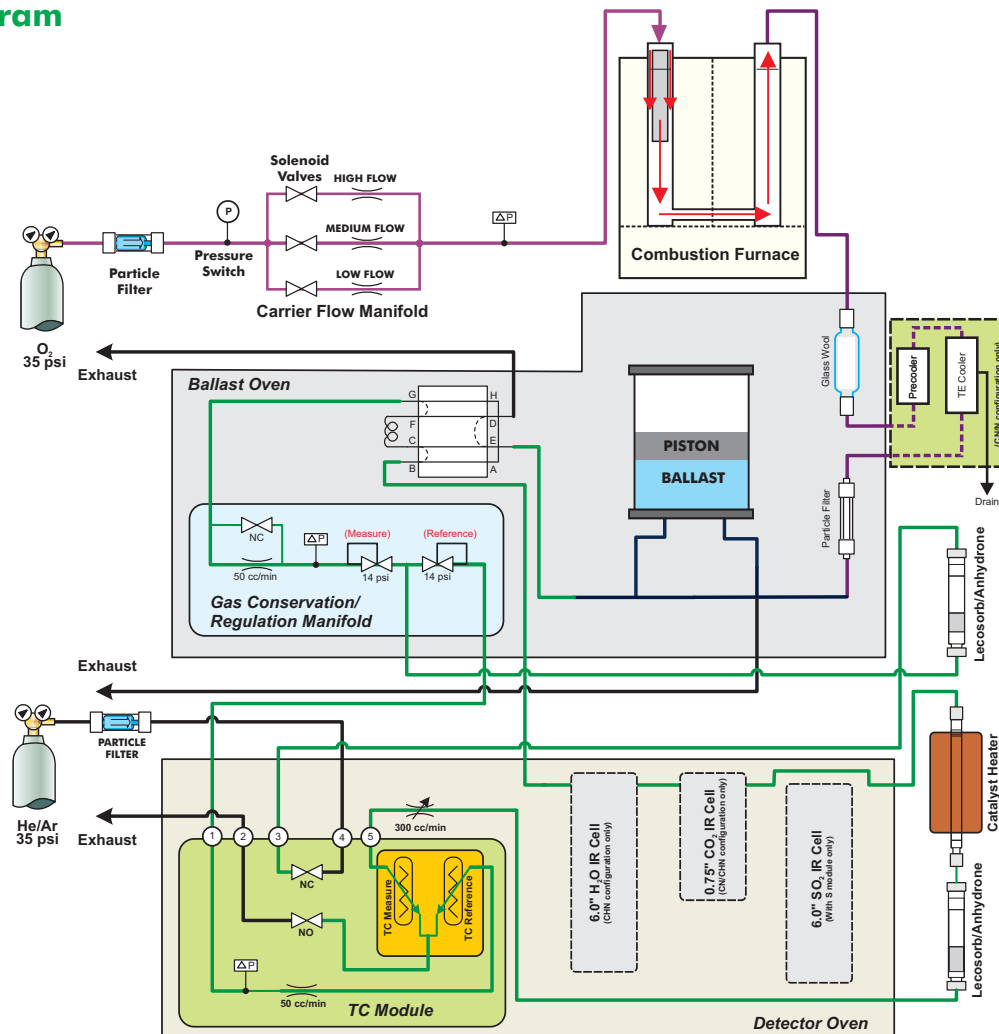 ram
Solenoid
Valves
HIGH FLOW
MEDIUM FLOW
LOW FLOW
P
△P
Particle
Filter
Pressure
Switch
Carrier Flow Manifold
Combustion Furnace
O₂
35 psi
Exhaust
Ballast Oven
G
H
F
D
C
E
B
A
PISTON
BALLAST
Glass Wool
Precooler
TE Cooler
Drain
Particle Filter
NC
△P
(Measure)
(Reference)
50 cc/min
14 psi
14 psi
Gas Conservation/
Regulation Manifold
Lecosorb/Anhydrone
Exhaust
PARTICLE
FILTER
He/Ar
35 psi
Exhaust
1
2
3
4
5
300 cc/min
NC
NO
TC Measure
TC Reference
△P
50 cc/min
TC Module
6.0" H₂O IR Cell
(CHN configuration only)
0.75" CO₂ IR Cell
(CN/CHN configuration only)
6.0" SO₂ IR Cell
(With S module only)
Catalyst Heater
Lecosorb/Anhydrone
Detector Oven